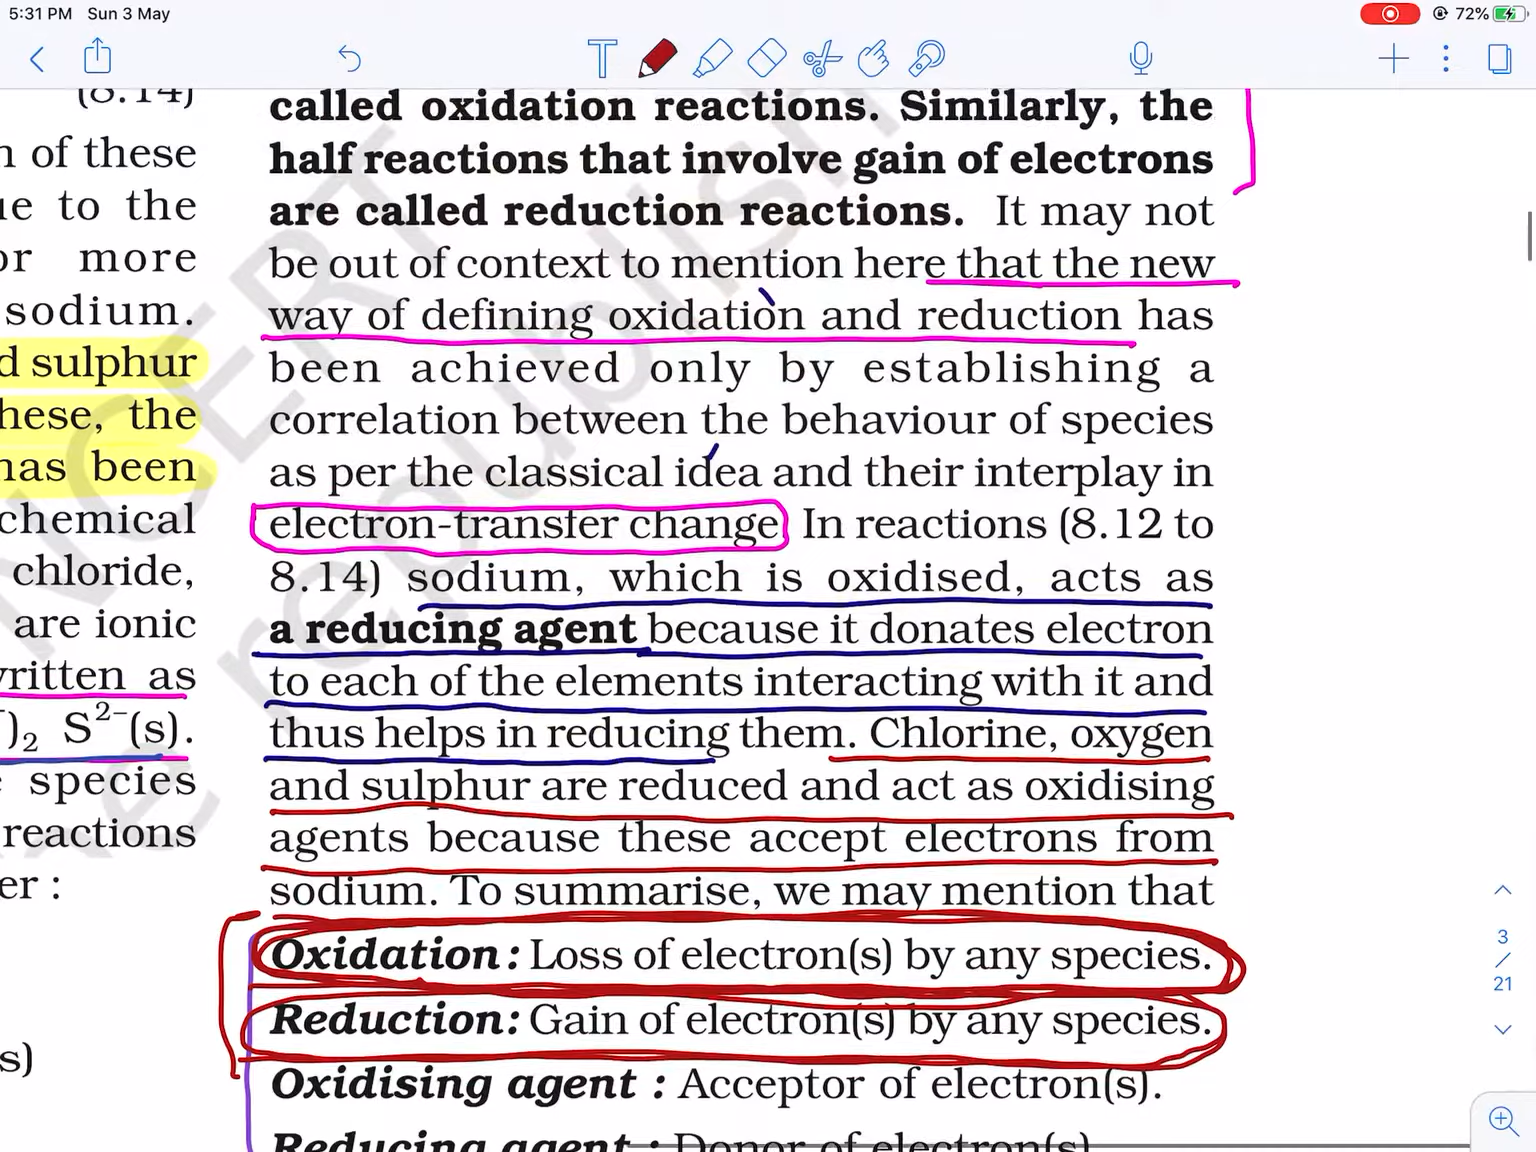 5:31 PM Sun 3 May
72%
(8.14)
of these
to the
more
sodium.
sulphur
the
has been
chemical
chloride,
are ionic
written as
)₂ S²⁻(s).
species
reactions
:
called oxidation reactions. Similarly, the
half reactions that involve gain of electrons
are called reduction reactions. It may not
be out of context to mention here that the new
way of defining oxidation and reduction has
been achieved only by establishing a
correlation between the behaviour of species
as per the classical idea and their interplay in
electron-transfer change. In reactions (8.12 to
8.14) sodium, which is oxidised, acts as
a reducing agent because it donates electron
to each of the elements interacting with it and
thus helps in reducing them. Chlorine, oxygen
and sulphur are reduced and act as oxidising
agents because these accept electrons from
sodium. To summarise, we may mention that
Oxidation: Loss of electron(s) by any species.
Reduction: Gain of electron(s) by any species.
Oxidising agent : Acceptor of electron(s).
Reducing agent : Donor of electron(s)
3
/
21